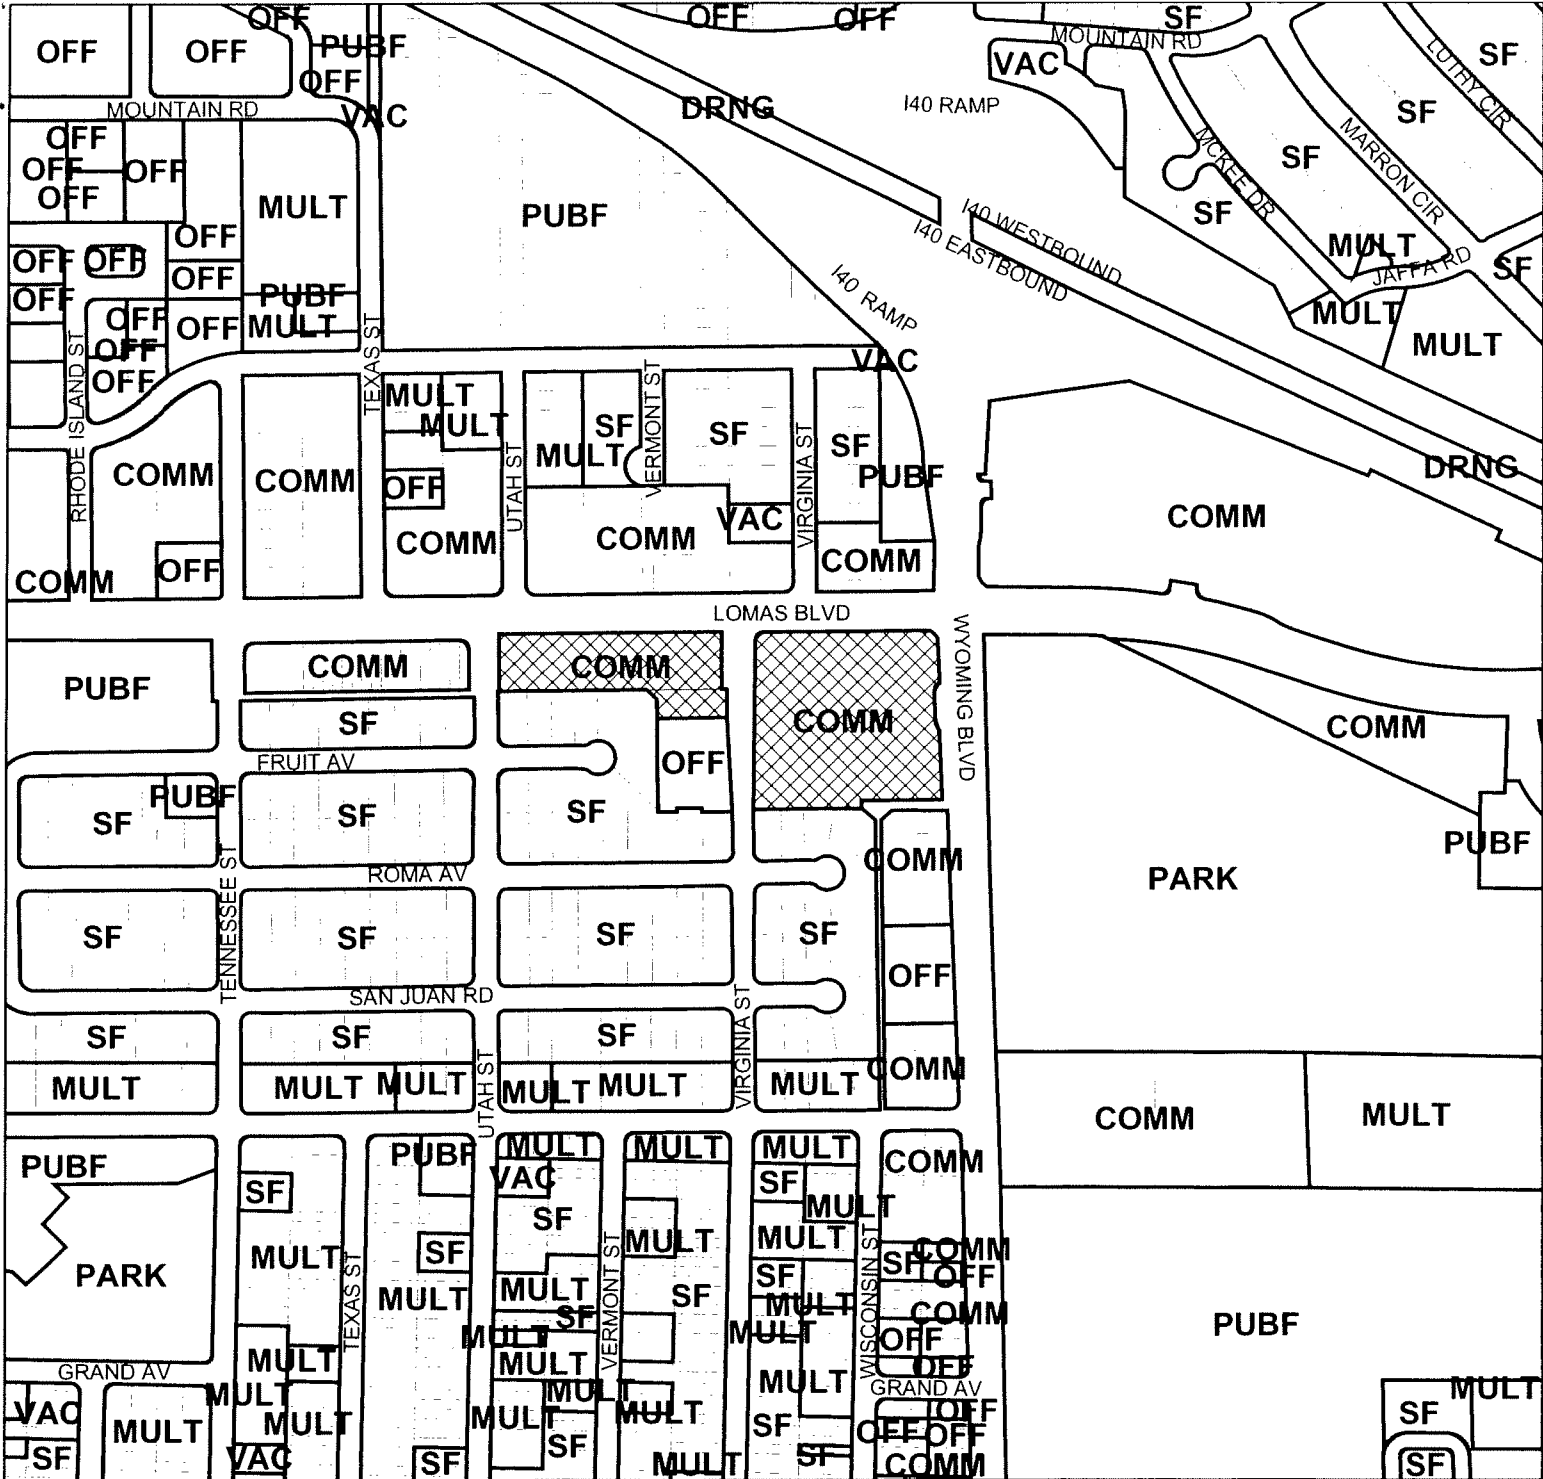 OFF
OFF
SF
OFF
OFF
PUBF
OFF
MOUNTAIN RD
SF
LUTHY CIR
VAC
OFF
MOUNTAIN RD
VAC
DRNG
I40 RAMP
SF
MARRON CIR
OFF
OFF
OFF
OFF
SF
MCKEE DR
MULT
PUBF
SF
I40 WESTBOUND
I40 EASTBOUND
OFF
MULT
JAFFA RD
SF
OFF
OFF
OFF
I40 RAMP
PUBF
OFF
MULT
OFF
OFF
MULT
MULT
OFF
OFF
RHODE ISLAND ST
TEXAS ST
VAC
MULT
MULT
UTAH ST
SF
VERMONT ST
SF
VIRGINIA ST
SF
MULT
COMM
COMM
OFF
PUBF
DRNG
COMM
COMM
COMM
VAC
COMM
OFF
COMM
COMM
LOMAS BLVD
WYOMING BLVD
PUBF
COMM
COMM
COMM
COMM
SF
FRUIT AV
OFF
PUBF
SF
SF
SF
PUBF
COMM
PARK
ROMA AV
TENNESSEE ST
SF
SF
SF
SF
OFF
SAN JUAN RD
VIRGINIA ST
SF
SF
SF
UTAH ST
MULT
MULT
MULT
MULT
MULT
MULT
COMM
COMM
MULT
PUBF
PUBF
MULT
MULT
MULT
COMM
VAC
SF
SF
SF
MULT
WISCONSIN ST
MULT
MULT
COMM
MULT
SF
SF
OFF
PARK
TEXAS ST
MULT
MULT
VERMONT ST
SF
SF
MULT
COMM
SF
MULT
MULT
OFF
PUBF
MULT
MULT
OFF
GRAND AV
GRAND AV
MULT
MULT
MULT
MULT
MULT
VAC
MULT
MULT
MULT
SF
OFF
SF
OFF
OFF
SF
VAC
SF
SF
MULT
SF
COMM
SF